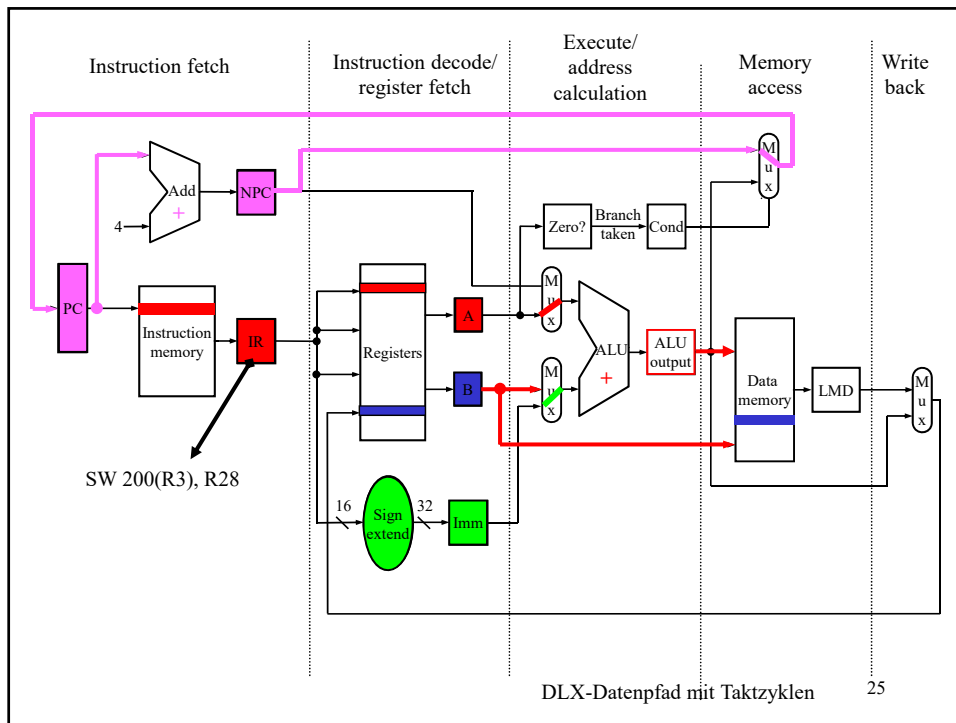 Instruction fetch
Instruction decode/
register fetch
Execute/
address
calculation
Memory
access
Write
back
Add
+
4
NPC
M
u
x
Zero?
Branch
taken
Cond
PC
Instruction
memory
IR
Registers
A
B
M
u
x
M
u
x
ALU
+
ALU
output
Data
memory
LMD
M
u
x
SW 200(R3), R28
16
Sign
extend
32
Imm
DLX-Datenpfad mit Taktzyklen
25